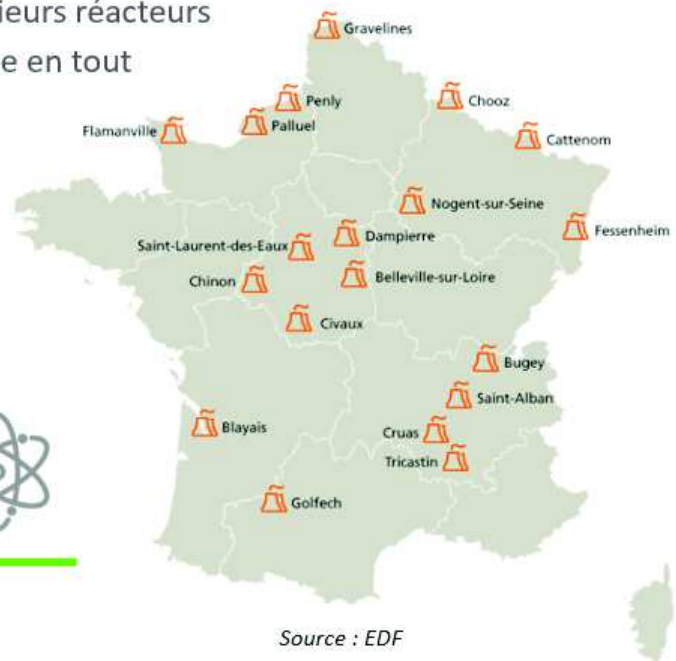 réacteurs
e en tout
Gravelines
Penly
Chooz
Palluel
Flamanville
Cattenom
Nogent-sur-Seine
Fessenheim
Dampierre
Saint-Laurent-des-Eaux
Belleville-sur-Loire
Chinon
Civaux
Bugey
Saint-Alban
Blayais
Cruas
Tricastin
Golfech
Source : EDF